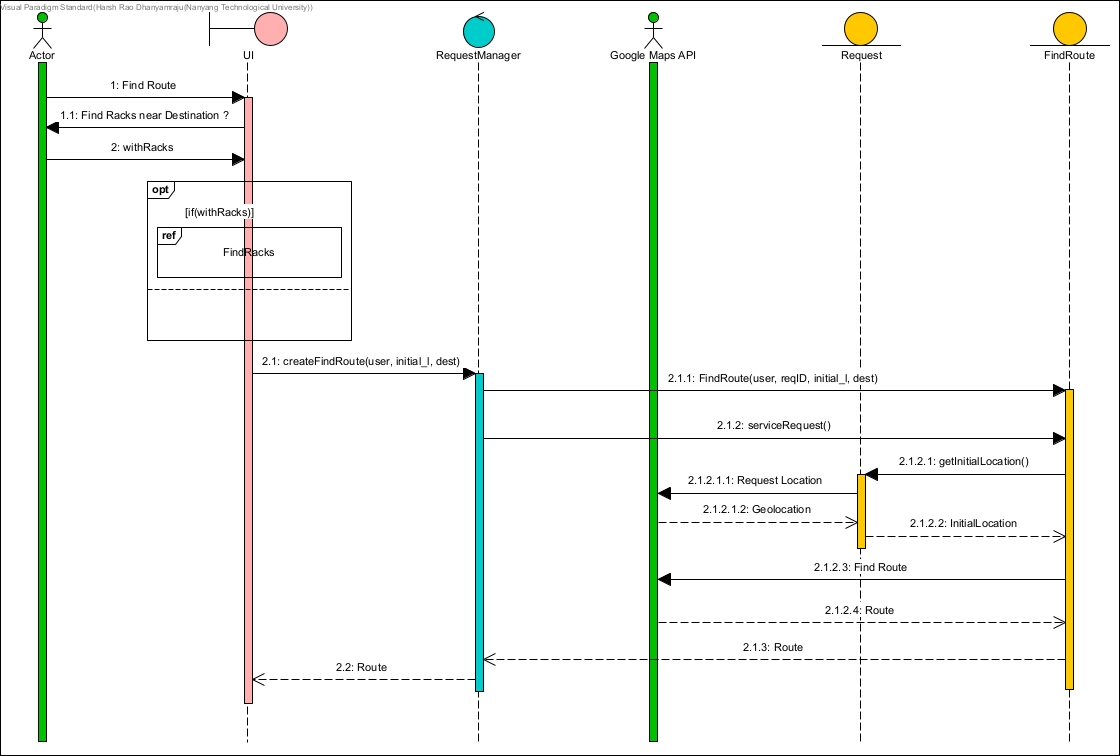 Visual Paradigm Standard(Harsh Rao Dhanyamraju(Nanyang Technological University))
Actor
UI
RequestManager
Google Maps API
Request
FindRoute
1: Find Route
1.1: Find Racks near Destination ?
2: withRacks
opt
[if(withRacks)]
ref
FindRacks
2.1: createFindRoute(user, initial_l, dest)
2.1.1: FindRoute(user, reqID, initial_l, dest)
2.1.2: serviceRequest()
2.1.2.1: getInitialLocation()
2.1.2.1.1: Request Location
2.1.2.1.2: Geolocation
2.1.2.2: InitialLocation
2.1.2.3: Find Route
2.1.2.4: Route
2.1.3: Route
2.2: Route